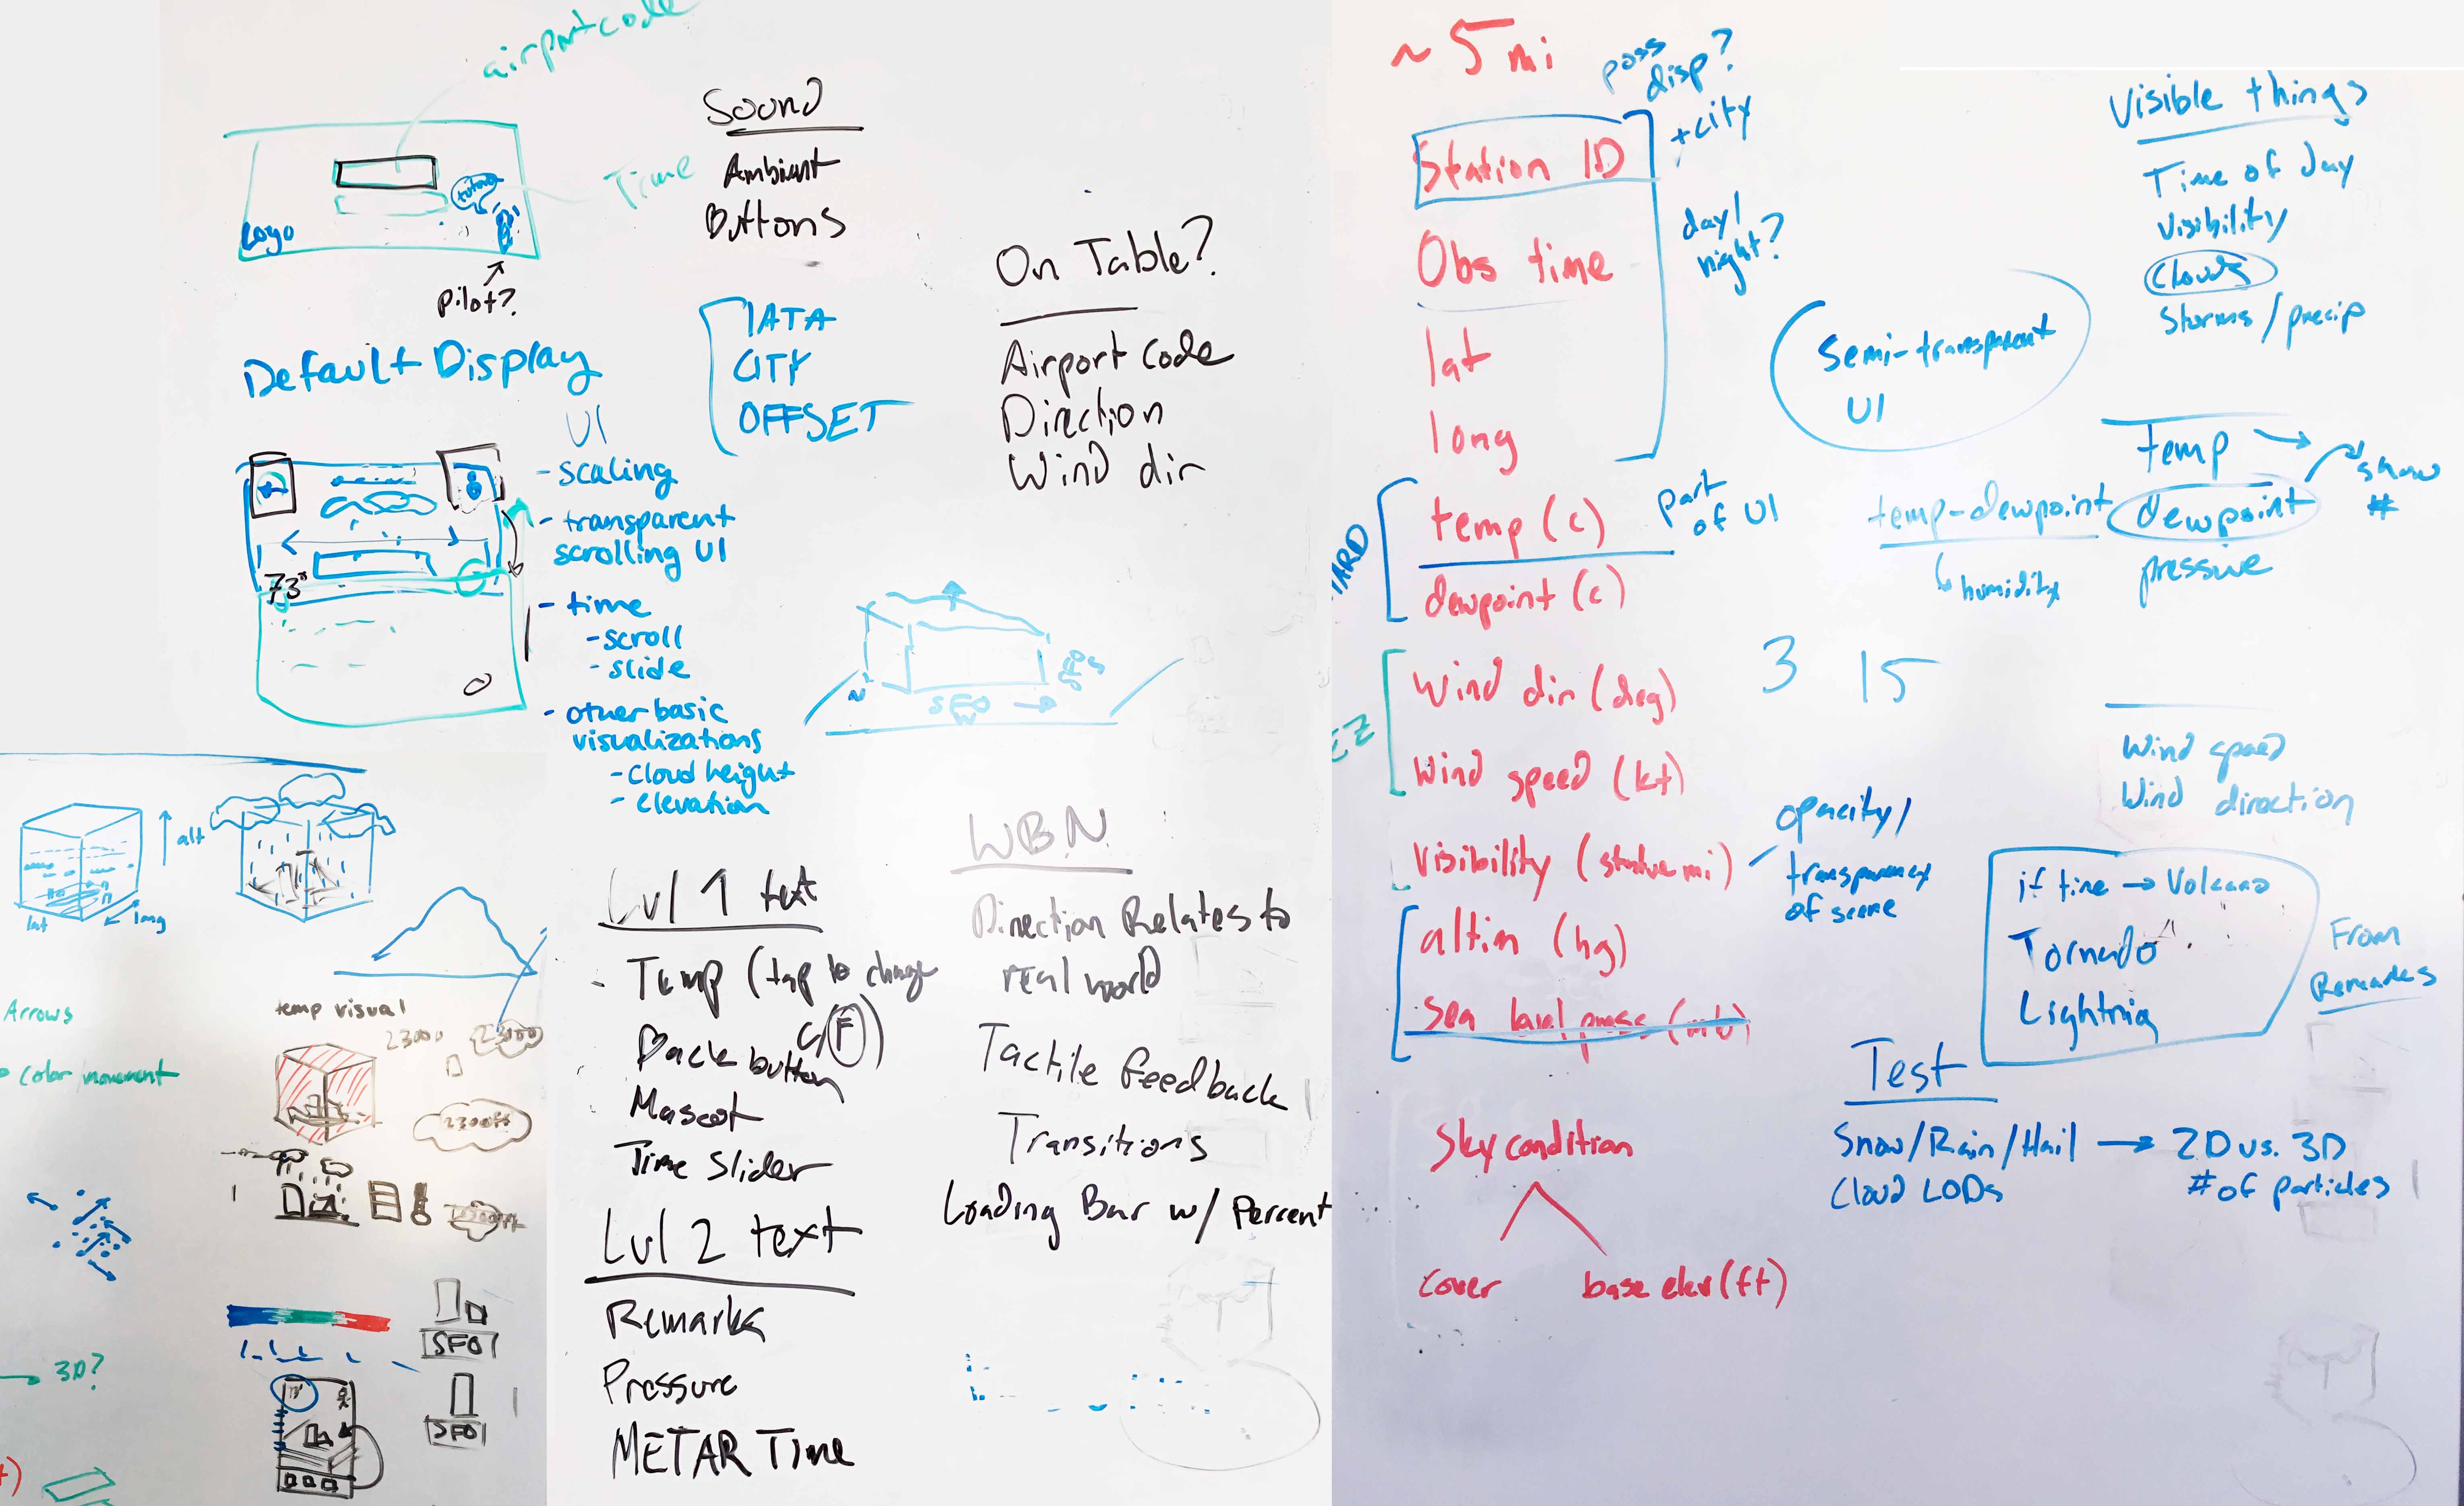 airport code
Time
tutorial
Logo
Pilot?
Default Display
Sound
Ambient
Buttons
IATA
CITY
OFFSET
On Table?
Airport Code
Direction
Wind dir
UI
- scaling
- transparent
scrolling UI
- time
- scroll
- slide
- other basic
visualizations
- cloud height
- elevation
73°
N
SFO
alt
lat
long
Arrows
color movement
temp visual
23000
23000
2300ft
3D?
SFO
SFO
73°
Lvl 1 text
- Temp (tap to change
C/F)
Back button
Mascot
Time Slider
Lvl 2 text
Remarks
Pressure
METAR Time
W.B.N.
Direction Relates to
real world
Tactile Feedback
Transitions
Loading Bar w/ Percent
~ 5 mi
poss
disp?
+ city
Station ID
Obs time
day/
night?
lat
long
temp (c)
part
of UI
dewpoint (c)
EZ
Wind dir (deg)
Wind speed (kt)
Visibility (statue mi)
opacity/
transparency
of scene
altim (hg)
sea level press (mb)
Sky condition
cover
base elev (ft)
Semi-transparent
UI
3 15
Visible things
Time of day
Visibility
Clouds
Storms / precip
temp
show
#
temp-dewpoint
dewpoint
humidity
pressure
Wind speed
Wind direction
if time → Volcano
Tornado
Lightning
From
Remarks
Test
Snow/Rain/Hail → 2D vs. 3D
Cloud LODs
# of particles